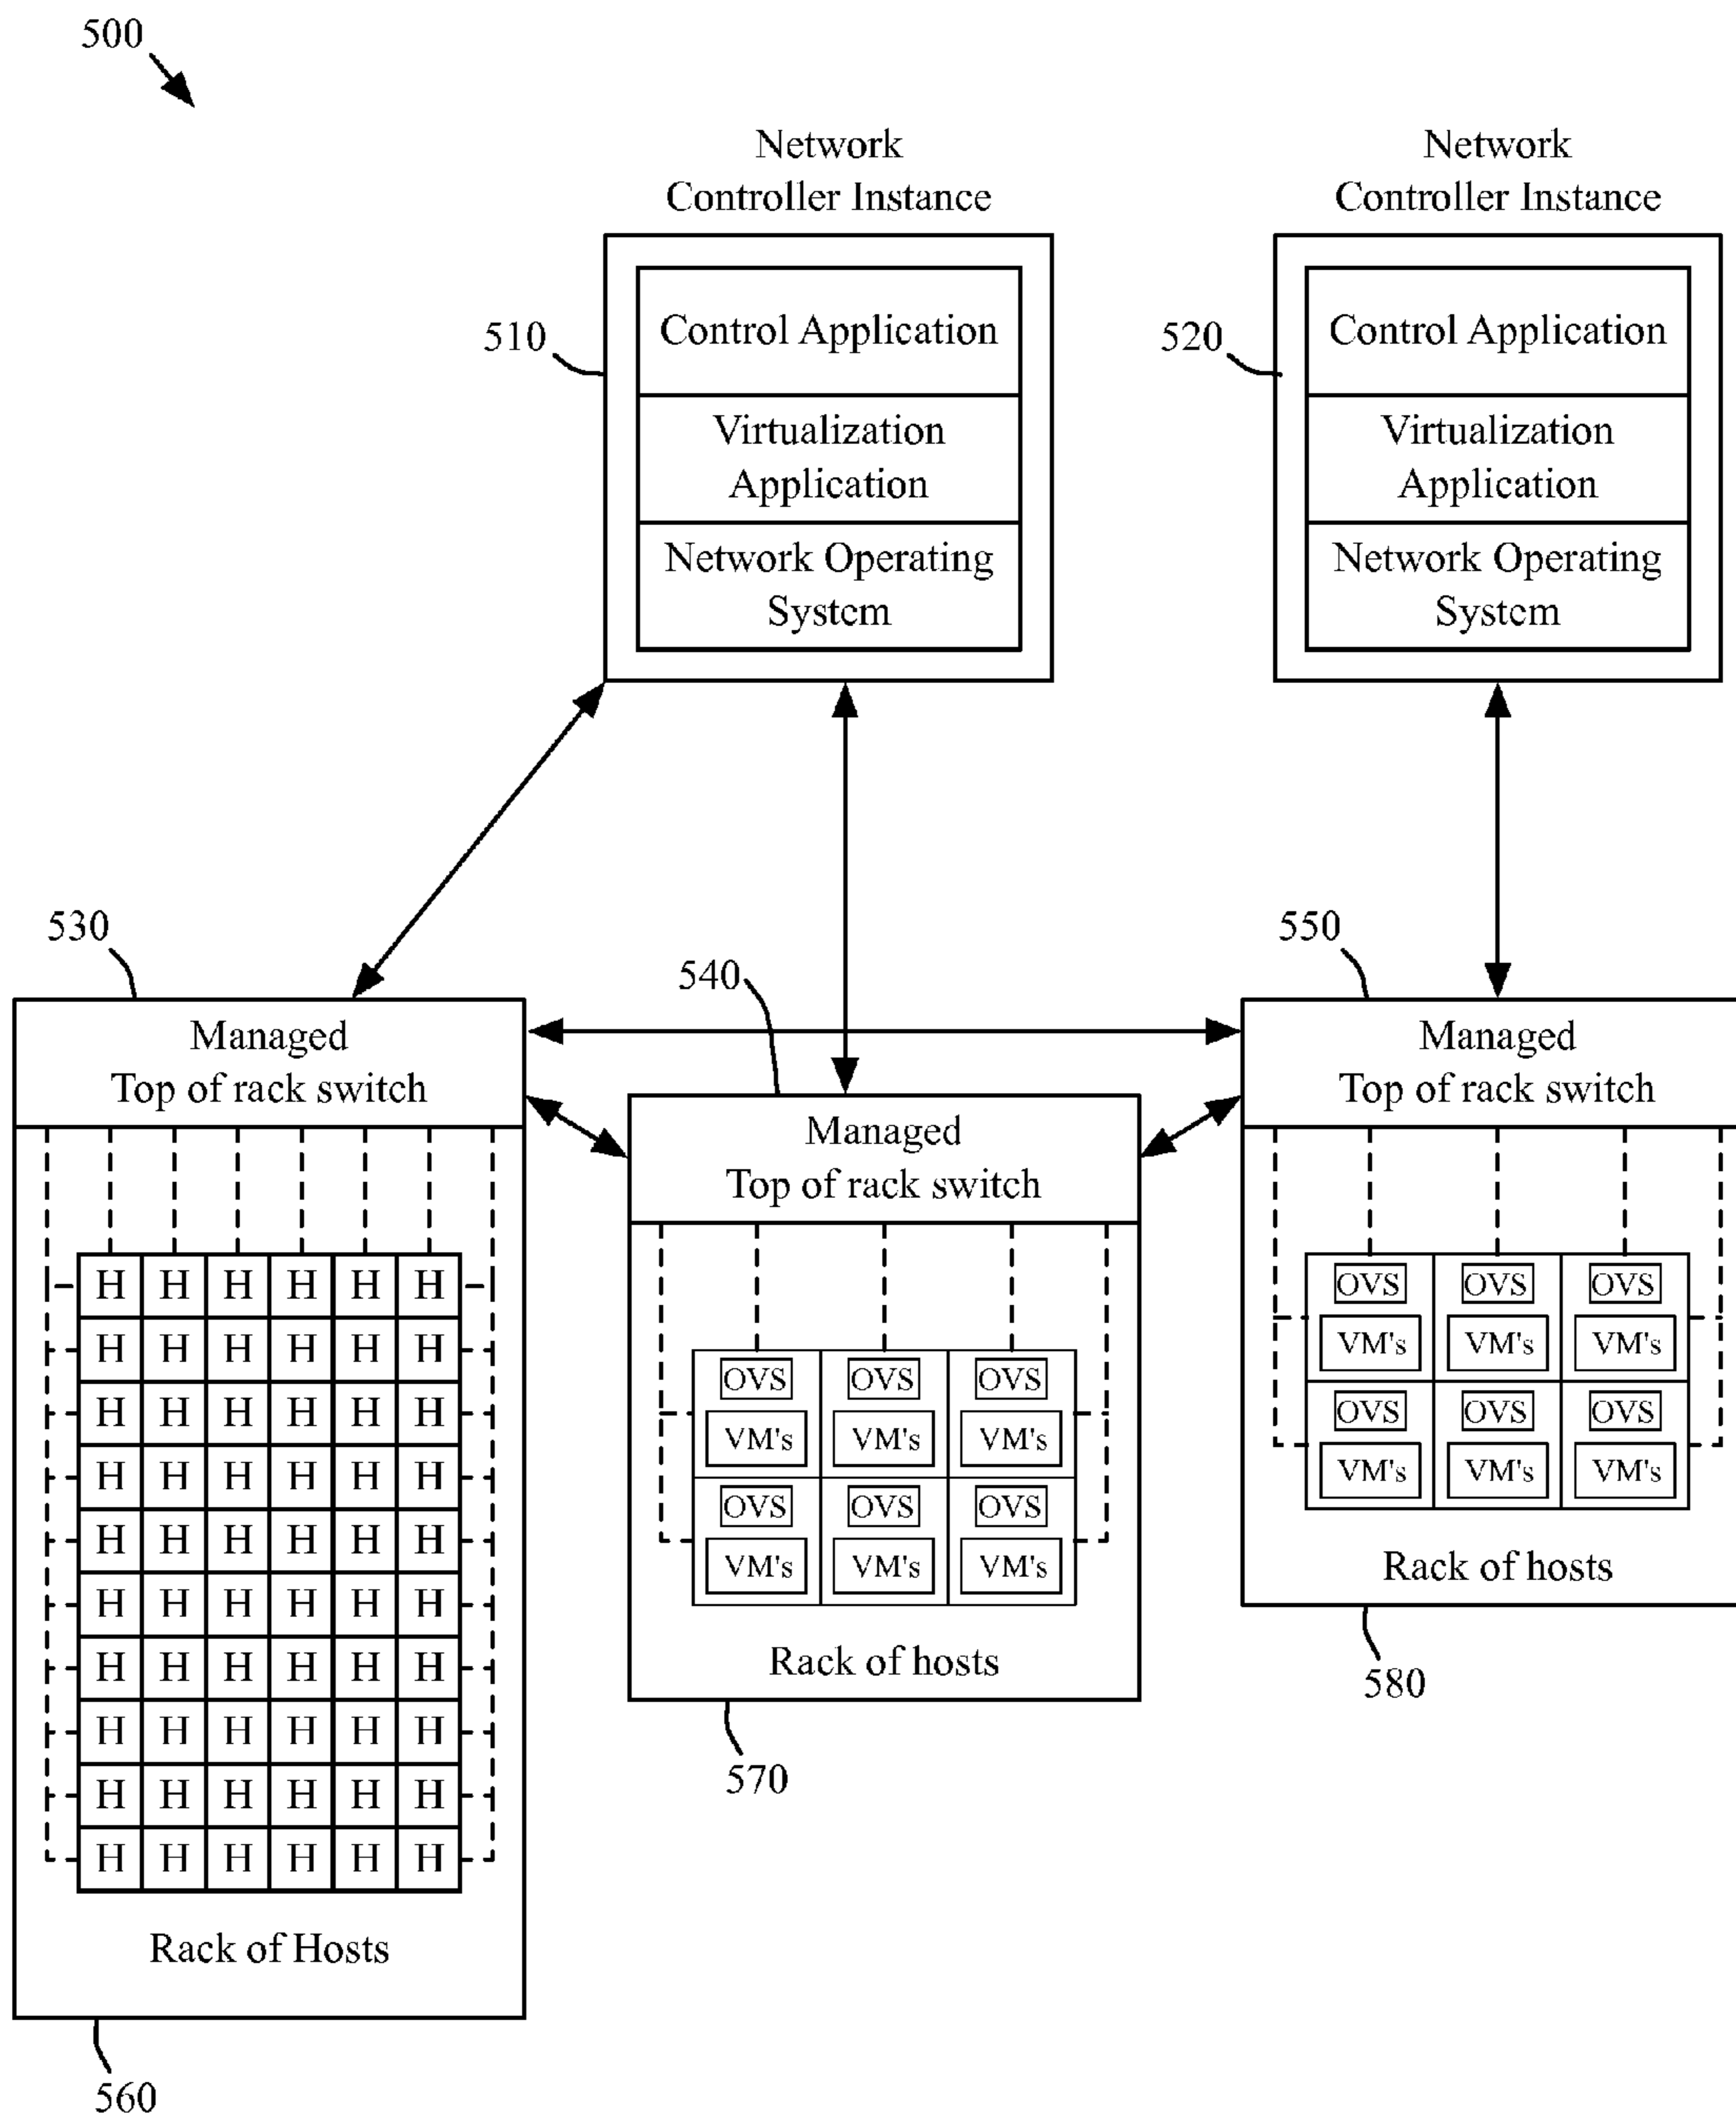 500
Network
Controller Instance
Network
Controller Instance
510
Control Application
Virtualization
Application
Network Operating
System
520
Control Application
Virtualization
Application
Network Operating
System
530
540
550
Managed
Top of rack switch
Managed
Top of rack switch
Managed
Top of rack switch
H H H H H H
H H H H H H
H H H H H H
H H H H H H
H H H H H H
H H H H H H
H H H H H H
H H H H H H
H H H H H H
H H H H H H
Rack of Hosts
560
OVS OVS OVS
VM's VM's VM's
OVS OVS OVS
VM's VM's VM's
Rack of hosts
570
OVS OVS OVS
VM's VM's VM's
OVS OVS OVS
VM's VM's VM's
Rack of hosts
580